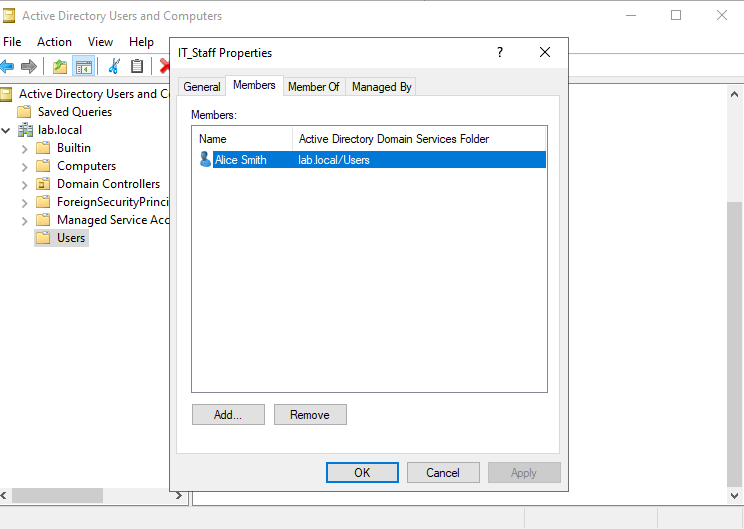 Active Directory Users and Computers
File Action View Help
Active Directory Users and C
Saved Queries
lab.local
Builtin
Computers
Domain Controllers
ForeignSecurityPrinci
Managed Service Acc
Users
IT_Staff Properties
?
General Members Member Of Managed By
Members:
Name Active Directory Domain Services Folder
Alice Smith lab.local/Users
Add... Remove
OK Cancel Apply